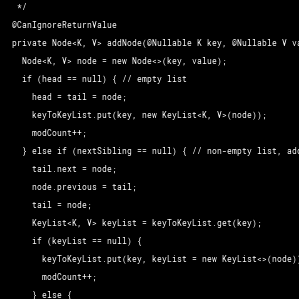 */
@CanIgnoreReturnValue
private Node<K, V> addNode(@Nullable K key, @Nullable V
Node<K, V> node = new Node<>(key, value);
if (head == null) { // empty list
head = tail = node;
keyToKeyList.put(key, new KeyList<K, V>(node));
modCount++;
} else if (nextSibling == null) { // non-empty list,
tail.next = node;
node.previous = tail;
tail = node;
KeyList<K, V> keyList = keyToKeyList.get(key);
if (keyList == null) {
keyToKeyList.put(key, keyList = new KeyList<>(node)
modCount++;
} else {